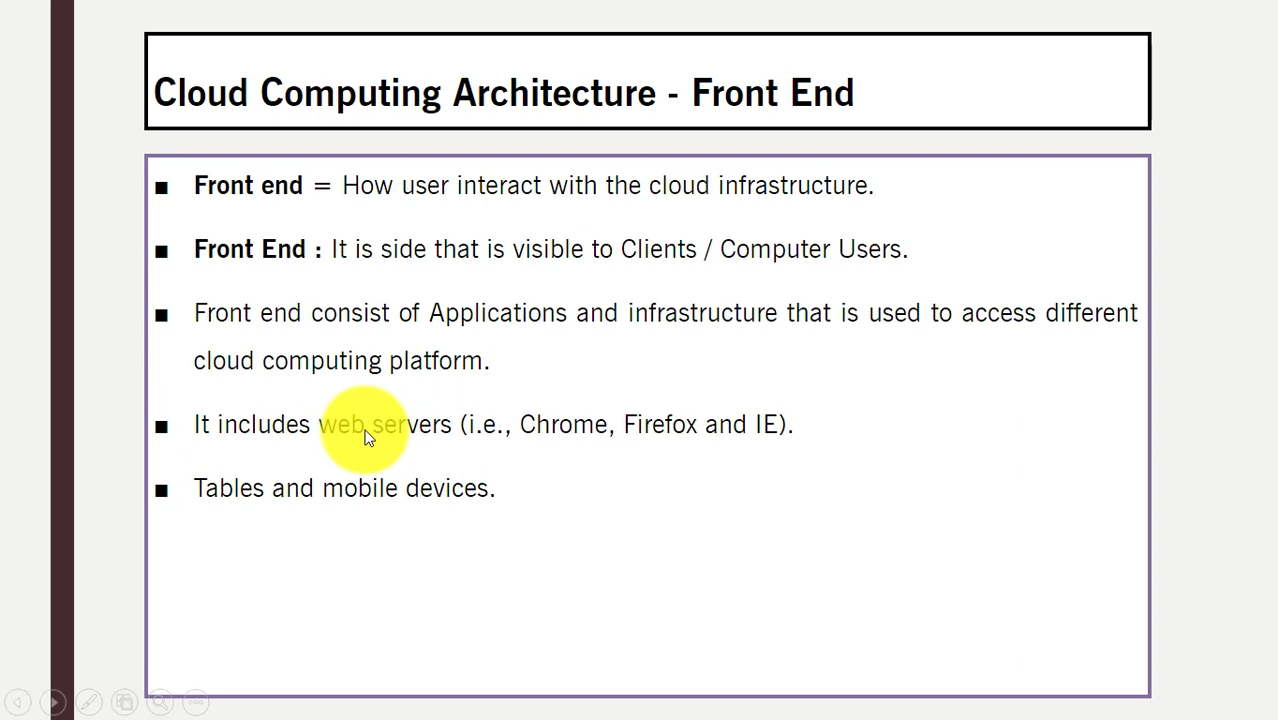 Cloud Computing Architecture - Front End
■ Front end = How user interact with the cloud infrastructure.
■ Front End : It is side that is visible to Clients / Computer Users.
■ Front end consist of Applications and infrastructure that is used to access different
cloud computing platform.
■ It includes web servers (i.e., Chrome, Firefox and IE).
■ Tables and mobile devices.